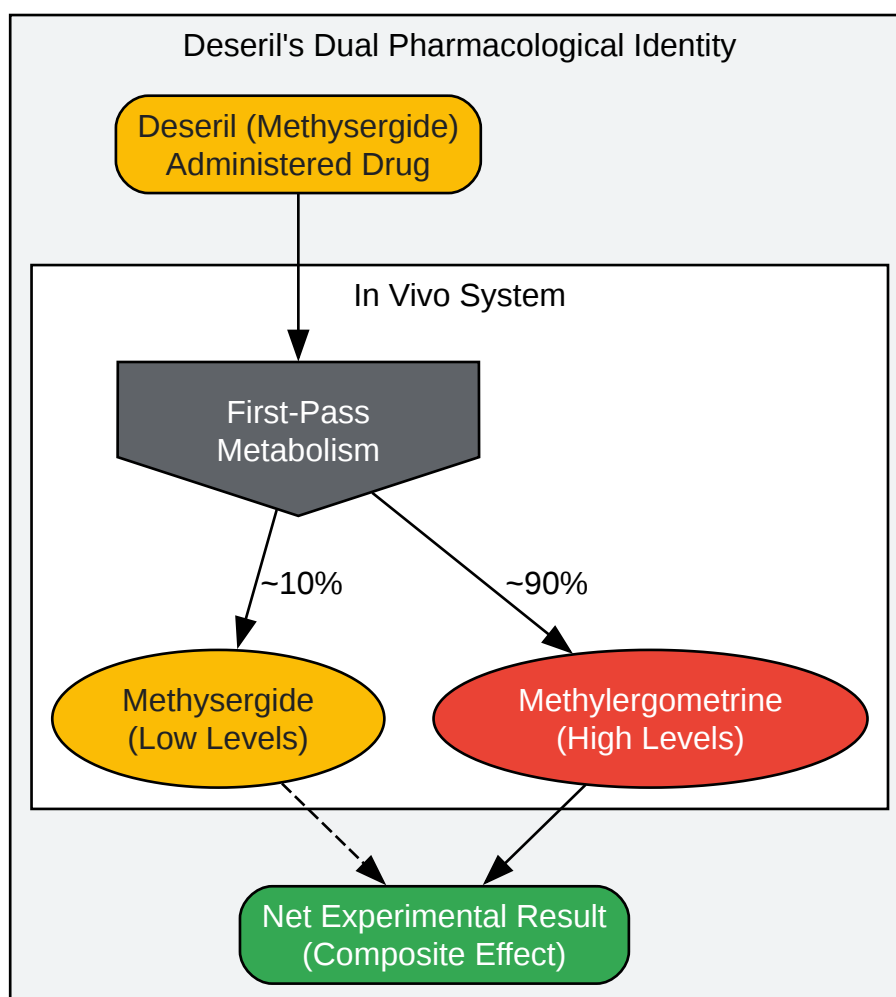 Deseril's Dual Pharmacological Identity
Deseril (Methysergide)
Administered Drug
In Vivo System
First-Pass
Metabolism
~10%
~90%
Methysergide
(Low Levels)
Methylergometrine
(High Levels)
Net Experimental Result
(Composite Effect)